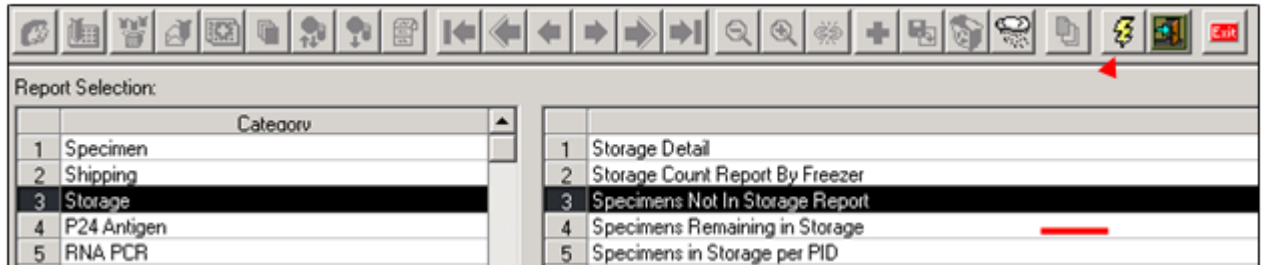 Exit
Report Selection:
Category
1 Specimen
2 Shipping
3 Storage
4 P24 Antigen
5 RNA PCR
1 Storage Detail
2 Storage Count Report By Freezer
3 Specimens Not In Storage Report
4 Specimens Remaining in Storage
5 Specimens in Storage per PID